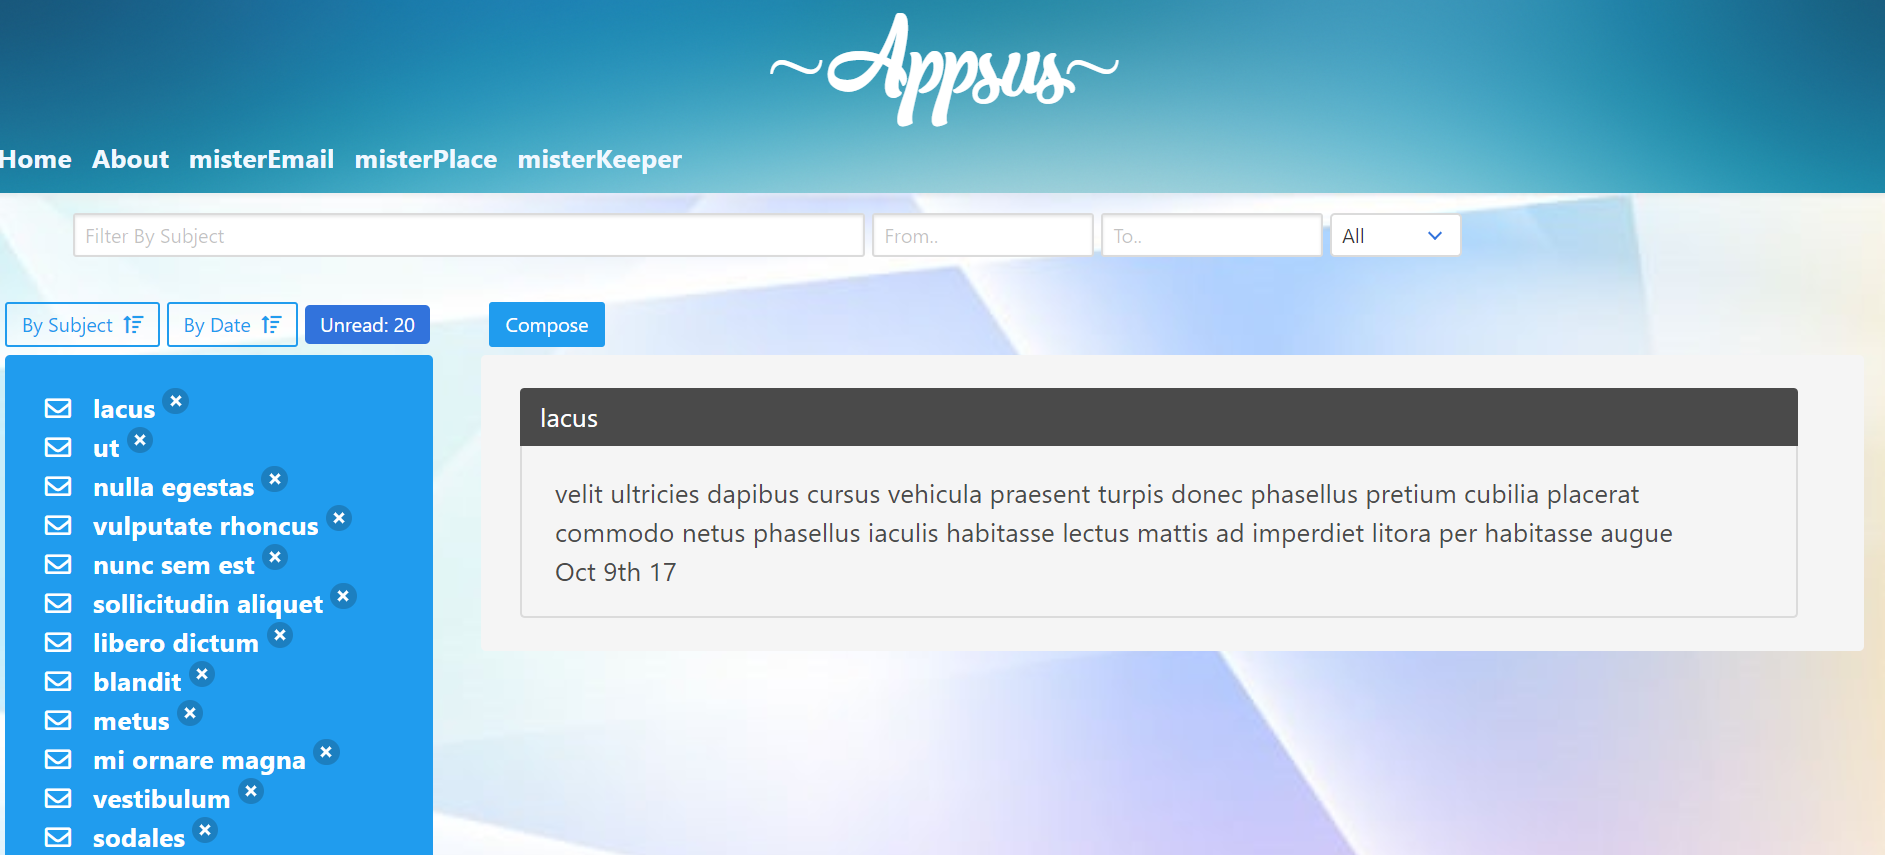 ~Appsus~
Home About misterEmail misterPlace misterKeeper
Filter By Subject From.. To.. All
By Subject By Date Unread: 20 Compose
lacus
ut
nulla egestas
vulputate rhoncus
nunc sem est
sollicitudin aliquet
libero dictum
blandit
metus
mi ornare magna
vestibulum
sodales
lacus
velit ultricies dapibus cursus vehicula praesent turpis donec phasellus pretium cubilia placerat
commodo netus phasellus iaculis habitasse lectus mattis ad imperdiet litora per habitasse augue
Oct 9th 17